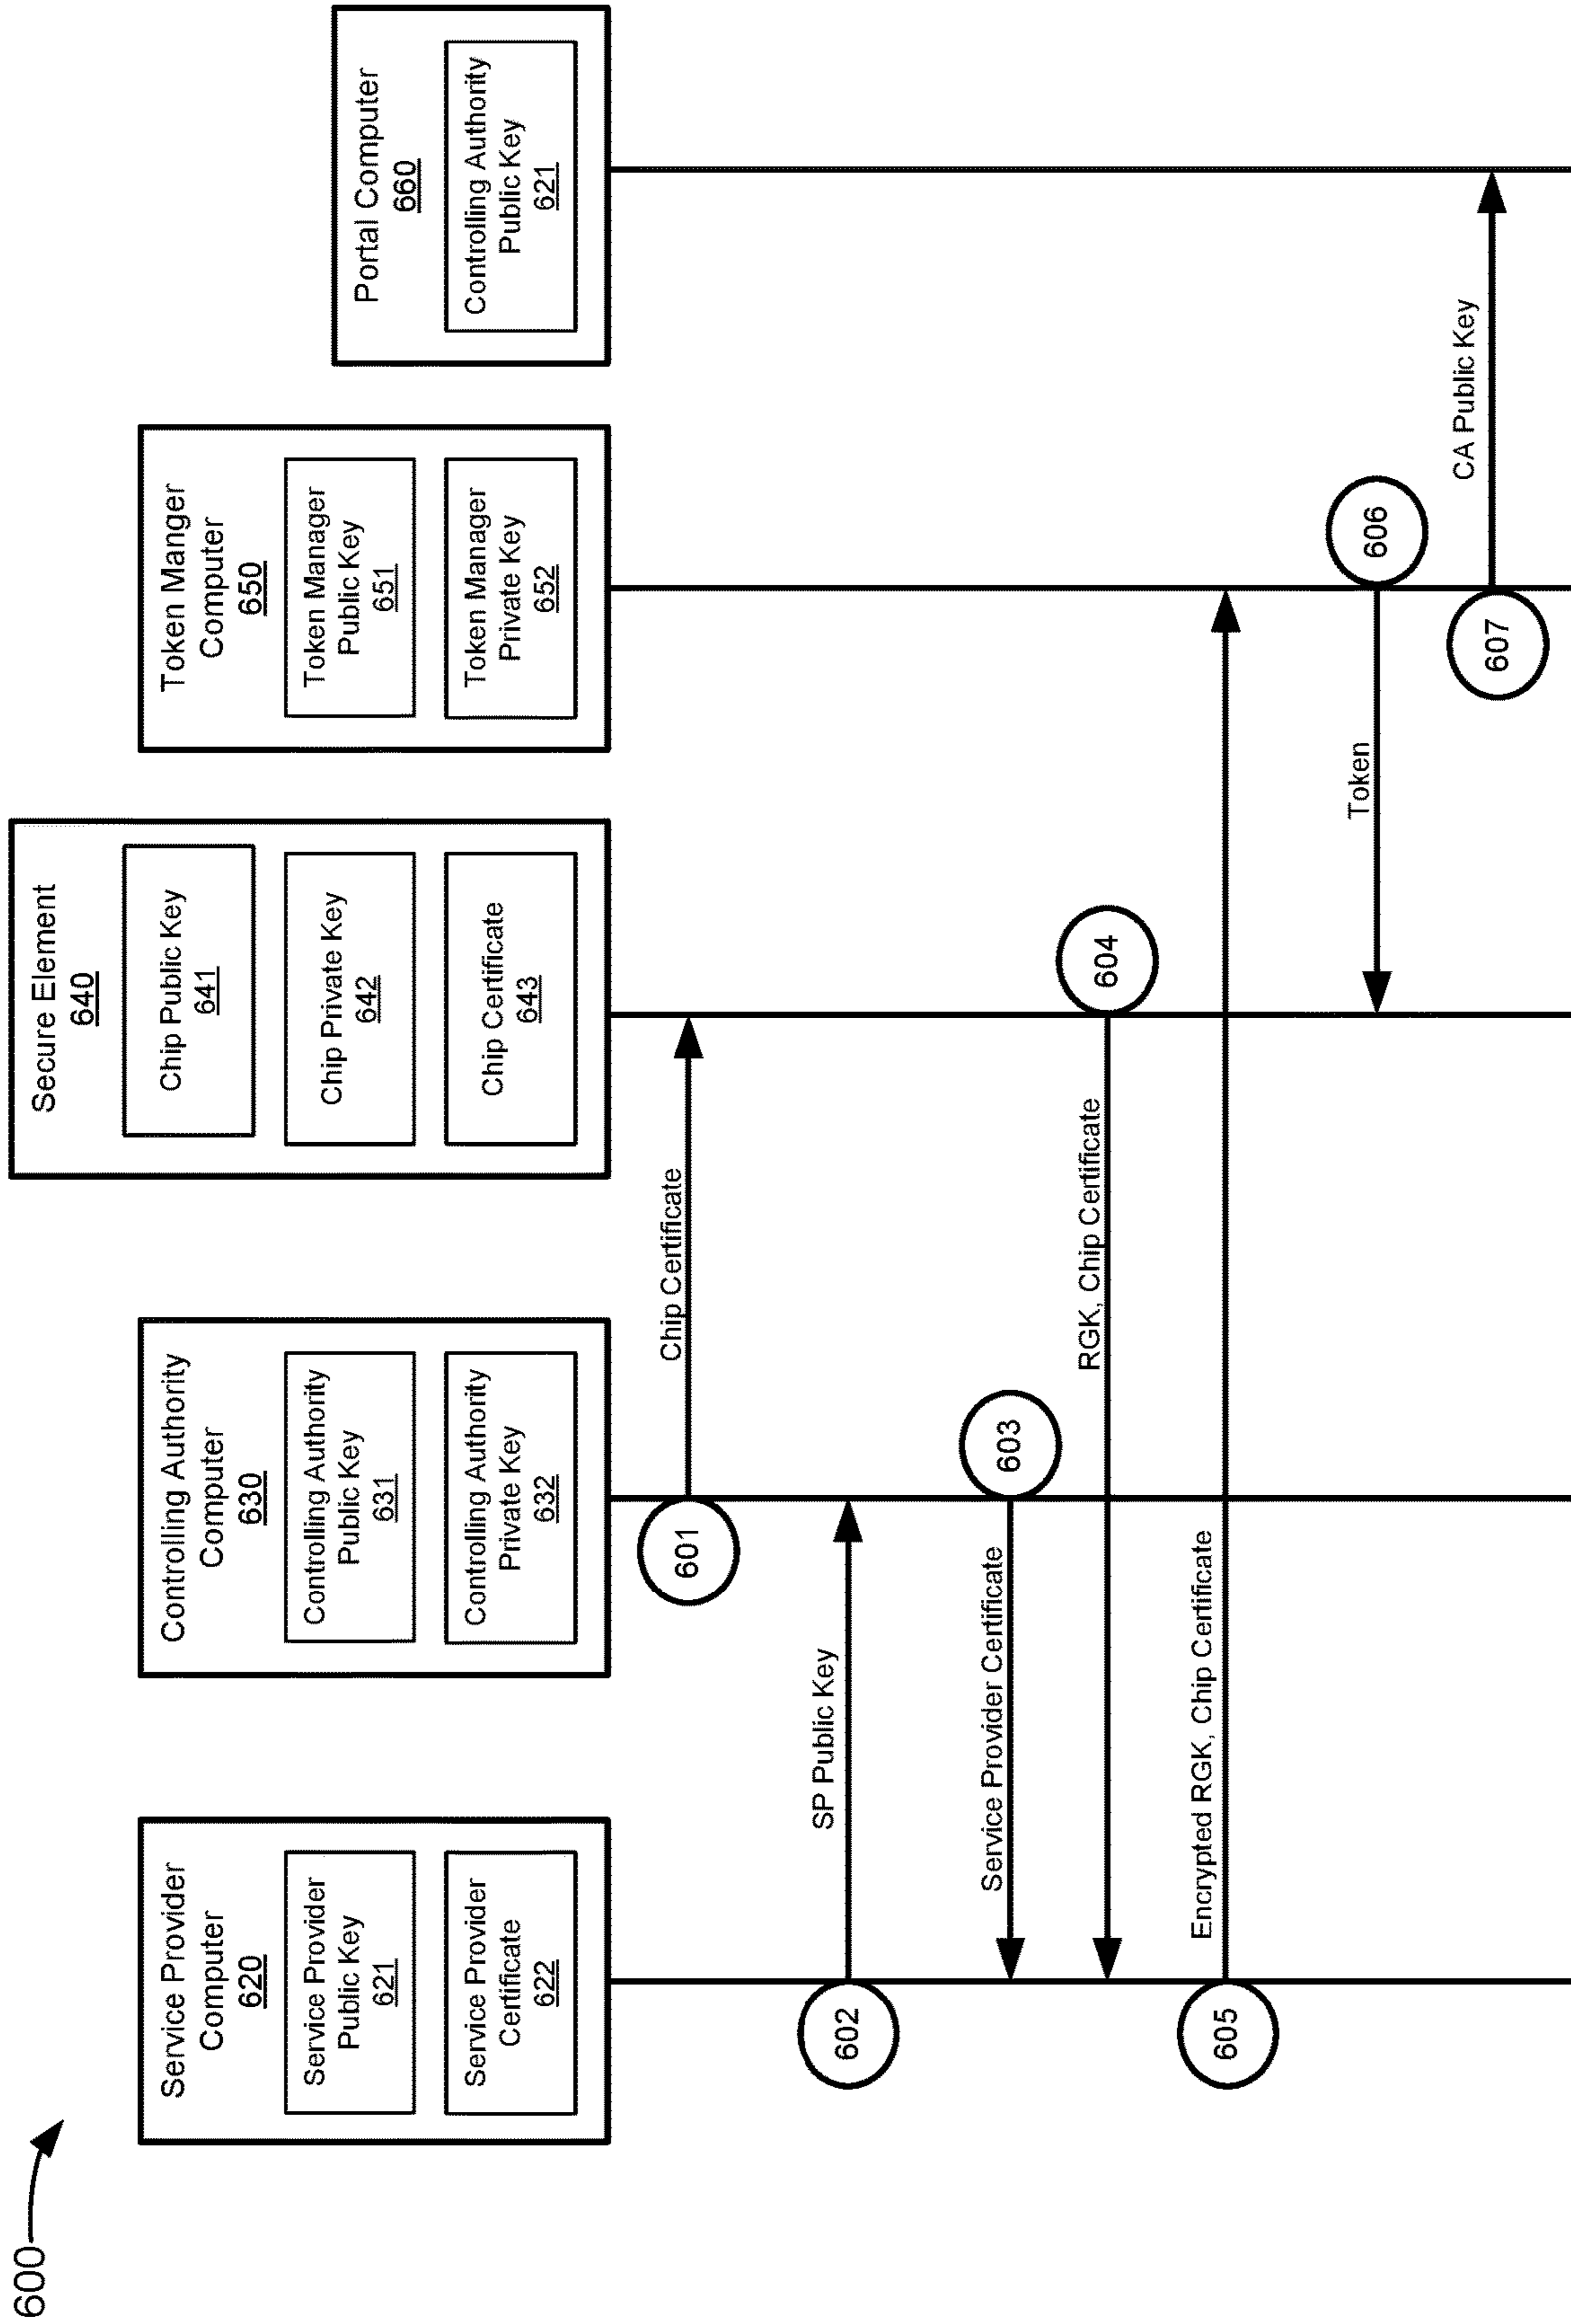 600
Service Provider
Computer
620
Service Provider
Public Key
621
Service Provider
Certificate
622
Controlling Authority
Computer
630
Controlling Authority
Public Key
631
Controlling Authority
Private Key
632
Secure Element
640
Chip Public Key
641
Chip Private Key
642
Chip Certificate
643
Token Manger
Computer
650
Token Manager
Public Key
651
Token Manager
Private Key
652
Portal Computer
660
Controlling Authority
Public Key
621
601
Chip Certificate
602
SP Public Key
603
Service Provider Certificate
604
RGK, Chip Certificate
605
Encrypted RGK, Chip Certificate
606
Token
607
CA Public Key